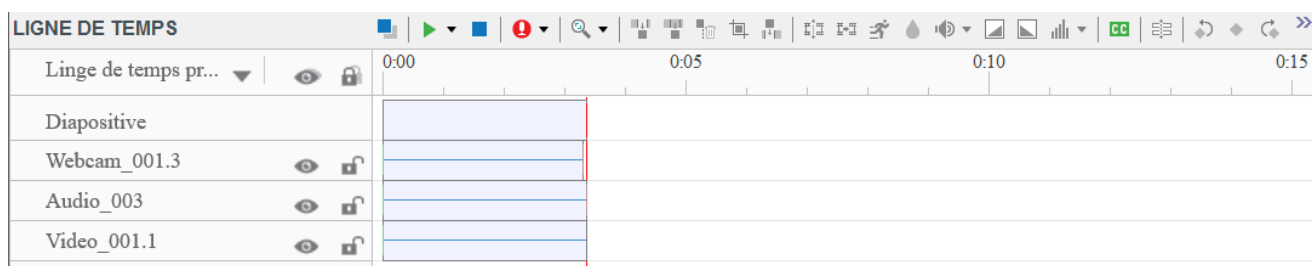 LIGNE DE TEMPS
CC
Linge de temps pr...
0:00 0:05 0:10 0:15
Diapositive
Webcam_001.3
Audio_003
Video_001.1